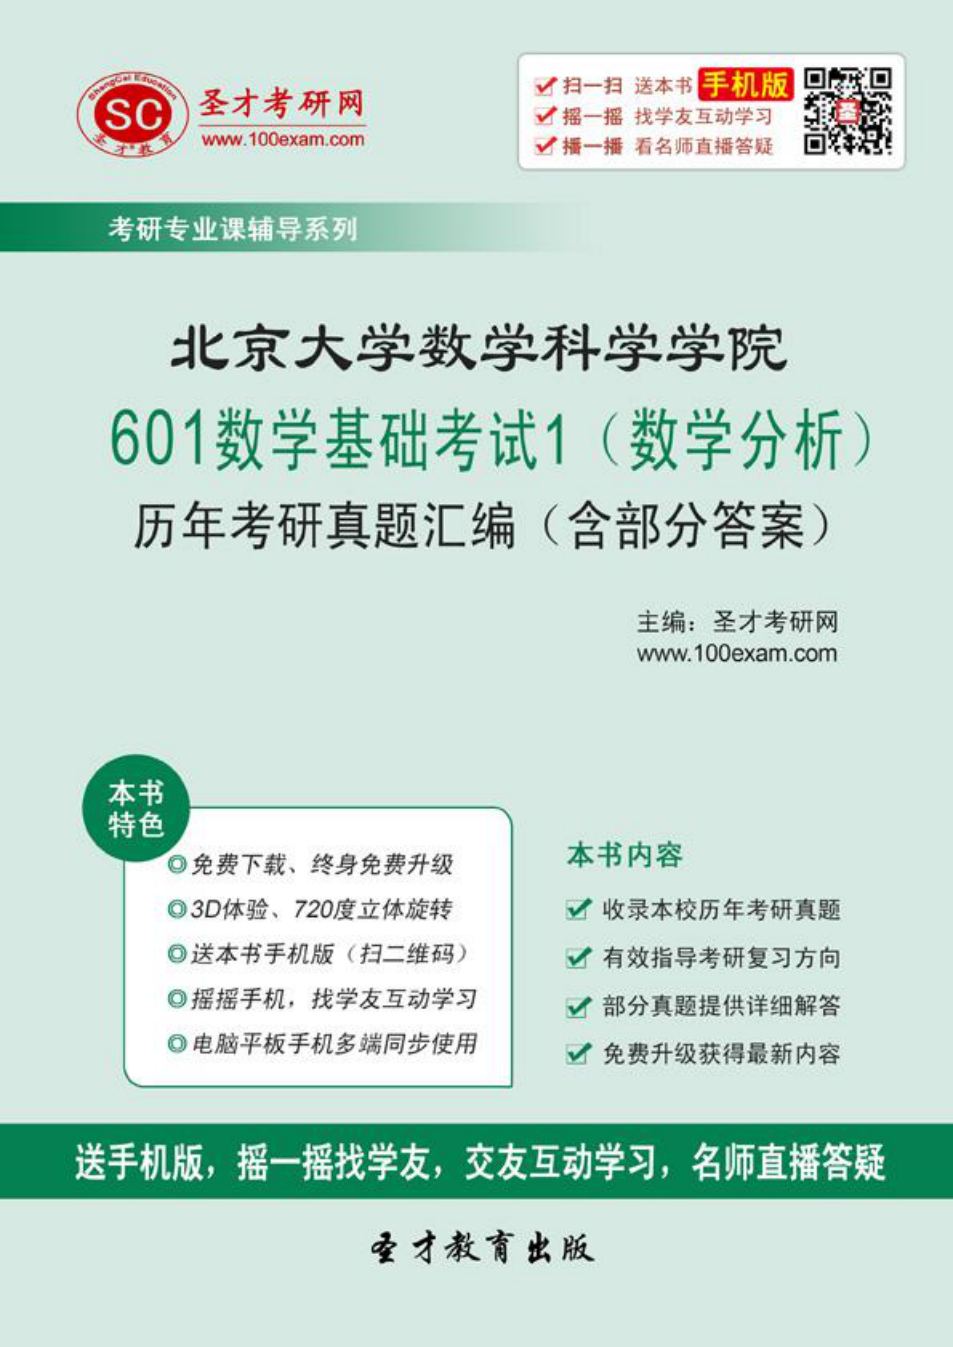 ShangCai Education
SC
圣才教育
圣才考研网
www.100exam.com
扫一扫 送本书 手机版
摇一摇 找学友互动学习
播一播 看名师直播答疑
圣
考研专业课辅导系列
北京大学数学科学学院
601数学基础考试1（数学分析）
历年考研真题汇编（含部分答案）
主编：圣才考研网
www.100exam.com
本书
特色
◎免费下载、终身免费升级
◎3D体验、720度立体旋转
◎送本书手机版（扫二维码）
◎摇摇手机，找学友互动学习
◎电脑平板手机多端同步使用
本书内容
收录本校历年考研真题
有效指导考研复习方向
部分真题提供详细解答
免费升级获得最新内容
送手机版，摇一摇找学友，交友互动学习，名师直播答疑
圣才教育出版